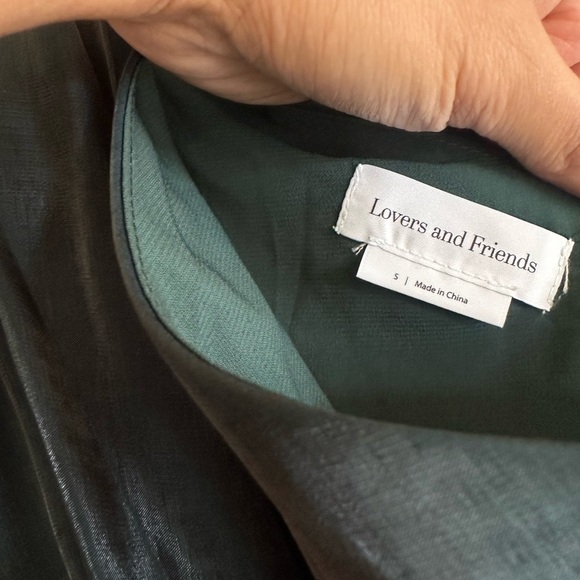 Lovers and Friends
S | Made in China